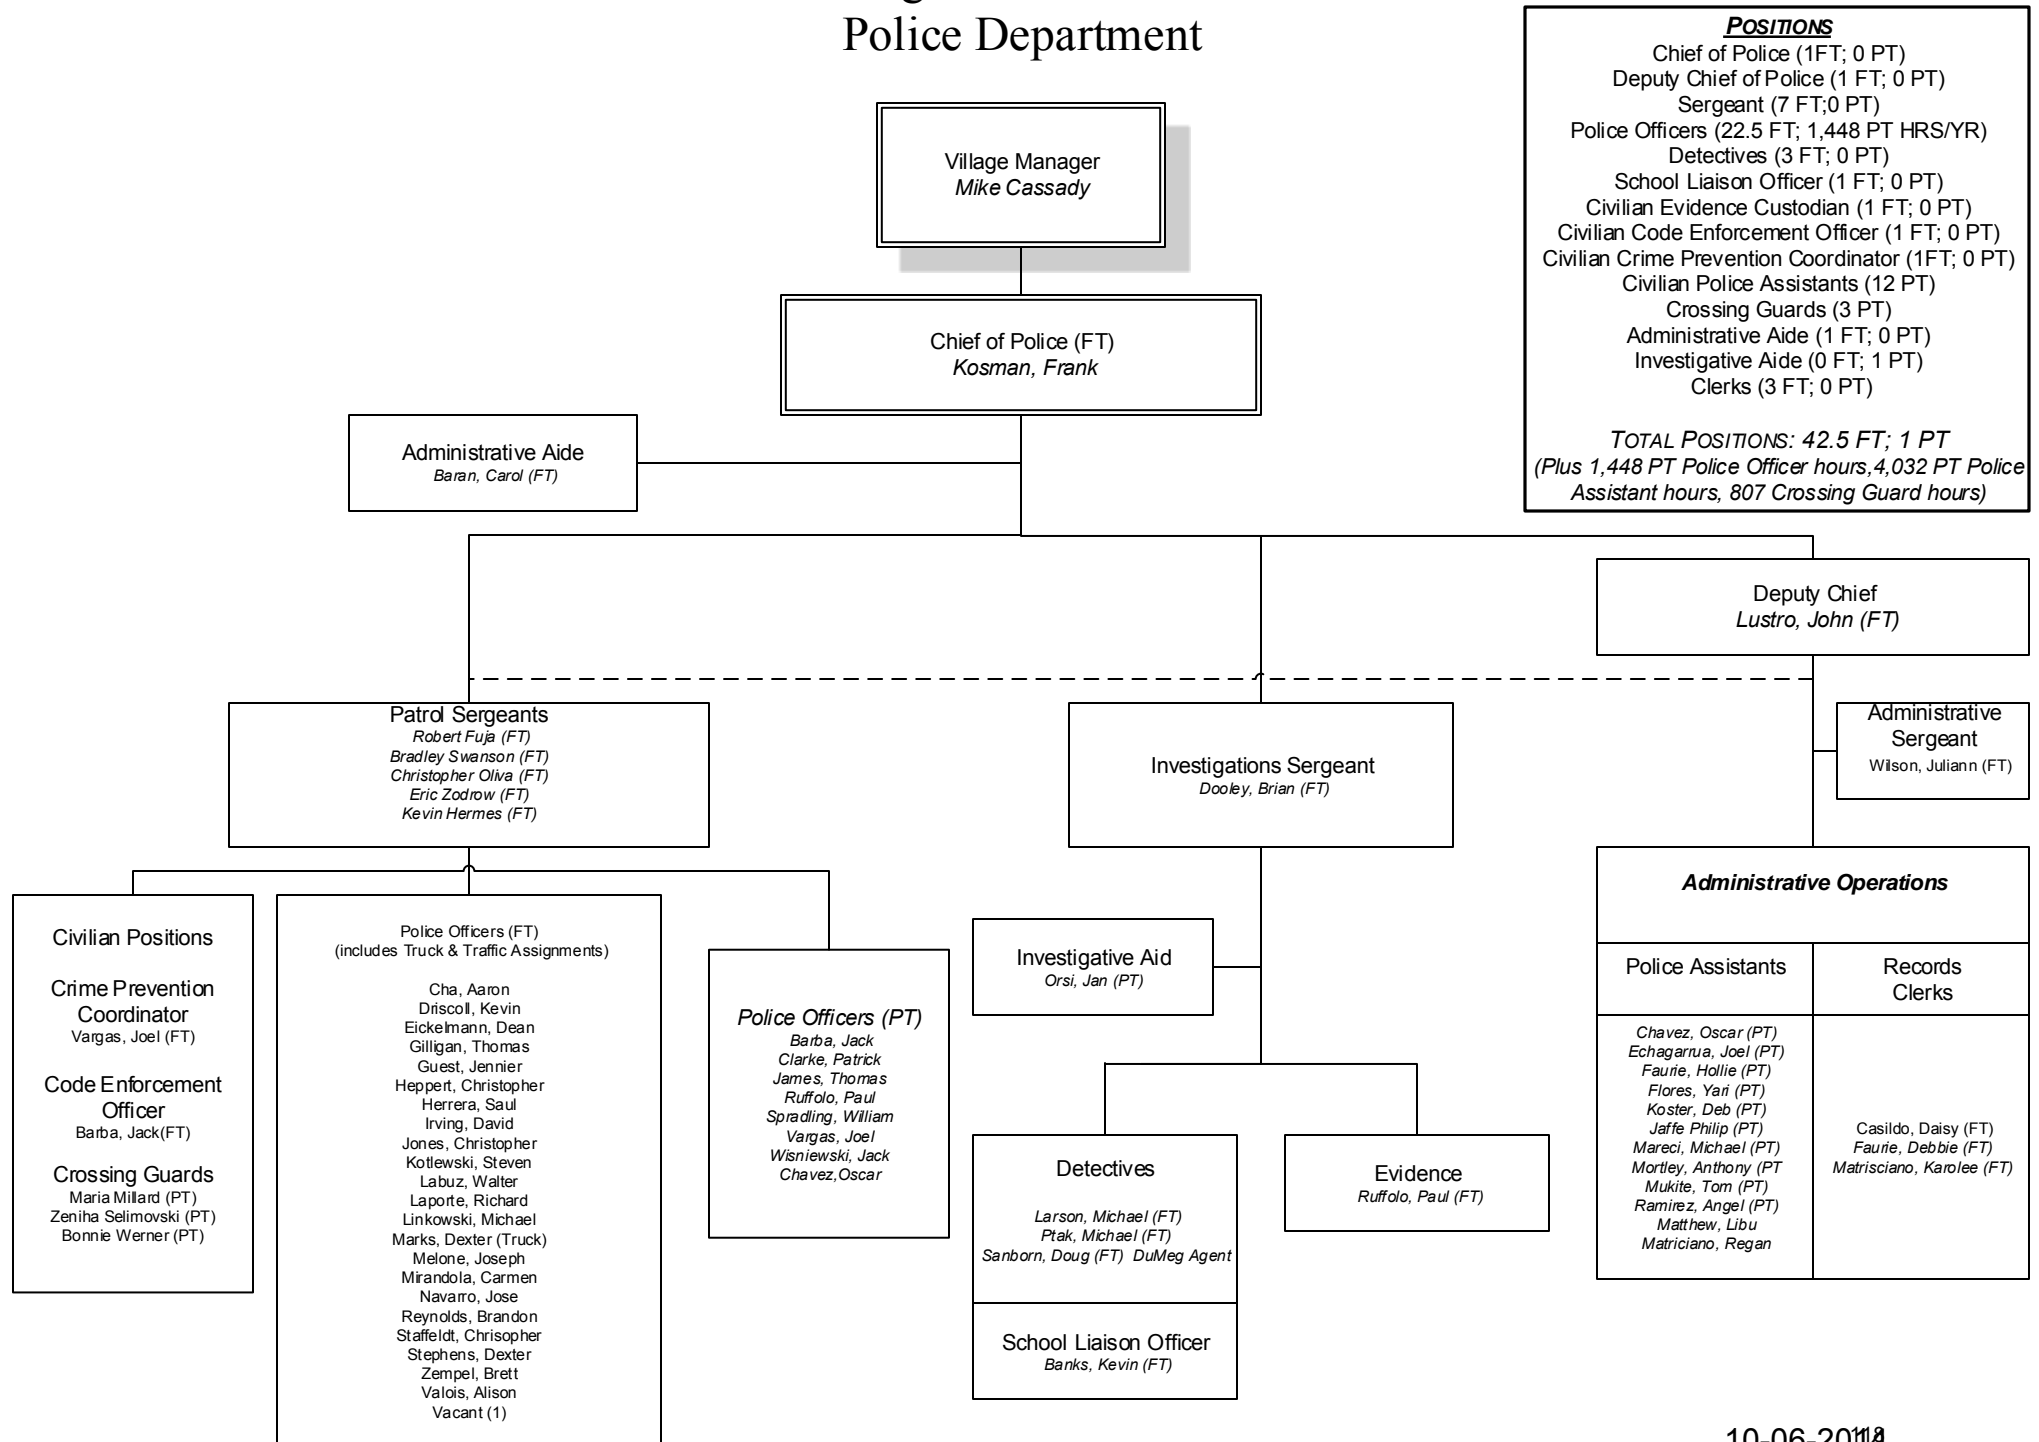 Police Department
POSITIONS
Chief of Police (1FT; 0 PT)
Deputy Chief of Police (1 FT; 0 PT)
Sergeant (7 FT;0 PT)
Police Officers (22.5 FT; 1,448 PT HRS/YR)
Detectives (3 FT; 0 PT)
School Liaison Officer (1 FT; 0 PT)
Civilian Evidence Custodian (1 FT; 0 PT)
Civilian Code Enforcement Officer (1 FT; 0 PT)
Civilian Crime Prevention Coordinator (1FT; 0 PT)
Civilian Police Assistants (12 PT)
Crossing Guards (3 PT)
Administrative Aide (1 FT; 0 PT)
Investigative Aide (0 FT; 1 PT)
Clerks (3 FT; 0 PT)
TOTAL POSITIONS: 42.5 FT; 1 PT
(Plus 1,448 PT Police Officer hours,4,032 PT Police
Assistant hours, 807 Crossing Guard hours)
Village Manager
Mike Cassady
Chief of Police (FT)
Kosman, Frank
Administrative Aide
Baran, Carol (FT)
Deputy Chief
Lustro, John (FT)
Patrol Sergeants
Robert Fuja (FT)
Bradley Swanson (FT)
Christopher Oliva (FT)
Eric Zodrow (FT)
Kevin Hermes (FT)
Investigations Sergeant
Dooley, Brian (FT)
Administrative
Sergeant
Wilson, Juliann (FT)
Civilian Positions
Crime Prevention
Coordinator
Vargas, Joel (FT)
Code Enforcement
Officer
Barba, Jack(FT)
Crossing Guards
Maria Millard (PT)
Zeniha Selimovski (PT)
Bonnie Werner (PT)
Police Officers (FT)
(includes Truck & Traffic Assignments)
Cha, Aaron
Driscoll, Kevin
Eickelmann, Dean
Gilligan, Thomas
Guest, Jennier
Heppert, Christopher
Herrera, Saul
Irving, David
Jones, Christopher
Kotlewski, Steven
Labuz, Walter
Laporte, Richard
Linkowski, Michael
Marks, Dexter (Truck)
Melone, Joseph
Mirandola, Carmen
Navarro, Jose
Reynolds, Brandon
Staffeldt, Chrisopher
Stephens, Dexter
Zempel, Brett
Valois, Alison
Vacant (1)
Police Officers (PT)
Barba, Jack
Clarke, Patrick
James, Thomas
Ruffolo, Paul
Spradling, William
Vargas, Joel
Wisniewski, Jack
Chavez,Oscar
Investigative Aid
Orsi, Jan (PT)
Detectives
Larson, Michael (FT)
Ptak, Michael (FT)
Sanborn, Doug (FT) DuMeg Agent
School Liaison Officer
Banks, Kevin (FT)
Evidence
Ruffolo, Paul (FT)
Administrative Operations
Police Assistants
Chavez, Oscar (PT)
Echagarrua, Joel (PT)
Faurie, Hollie (PT)
Flores, Yari (PT)
Koster, Deb (PT)
Jaffe Philip (PT)
Mareci, Michael (PT)
Mortley, Anthony (PT
Mukite, Tom (PT)
Ramirez, Angel (PT)
Matthew, Libu
Matriciano, Regan
Records
Clerks
Casildo, Daisy (FT)
Faurie, Debbie (FT)
Matrisciano, Karolee (FT)